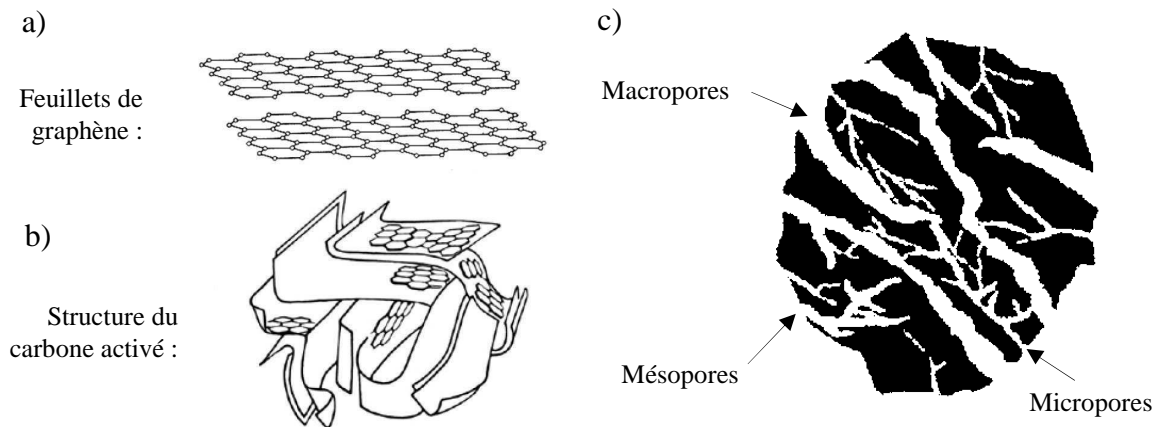 a)
Feuillets de
graphène :
b)
Structure du
carbone activé :
c)
Macropores
Mésopores
Micropores